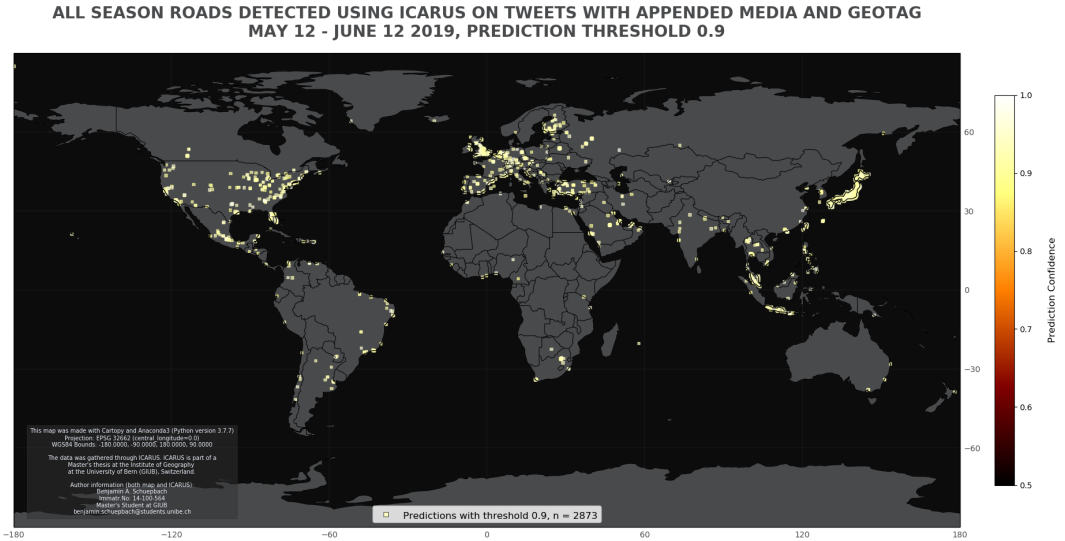 ALL SEASON ROADS DETECTED USING ICARUS ON TWEETS WITH APPENDED MEDIA AND GEOTAG
MAY 12 - JUNE 12 2019, PREDICTION THRESHOLD 0.9
1.0
60
0.9
30
0.8
Prediction Confidence
0
0.7
−30
0.6
−60
0.5
This map was made with Cartopy and Anaconda3 (Python version 3.7.7)
Projection: EPSG 32662 (central_longitude=0.0)
WGS84 Bounds: -180.0000, -90.0000, 180.0000, 90.0000
The data was gathered through ICARUS. ICARUS is part of a
Master's thesis at the Institute of Geography
at the University of Bern (GIUB), Switzerland.
Author information (both map and ICARUS)
Benjamin A. Schuepbach
Immatr.No: 14-100-564
Master's Student at GIUB
benjamin.schuepbach@students.unibe.ch
Predictions with threshold 0.9, n = 2873
−180
−120
−60
0
60
120
180